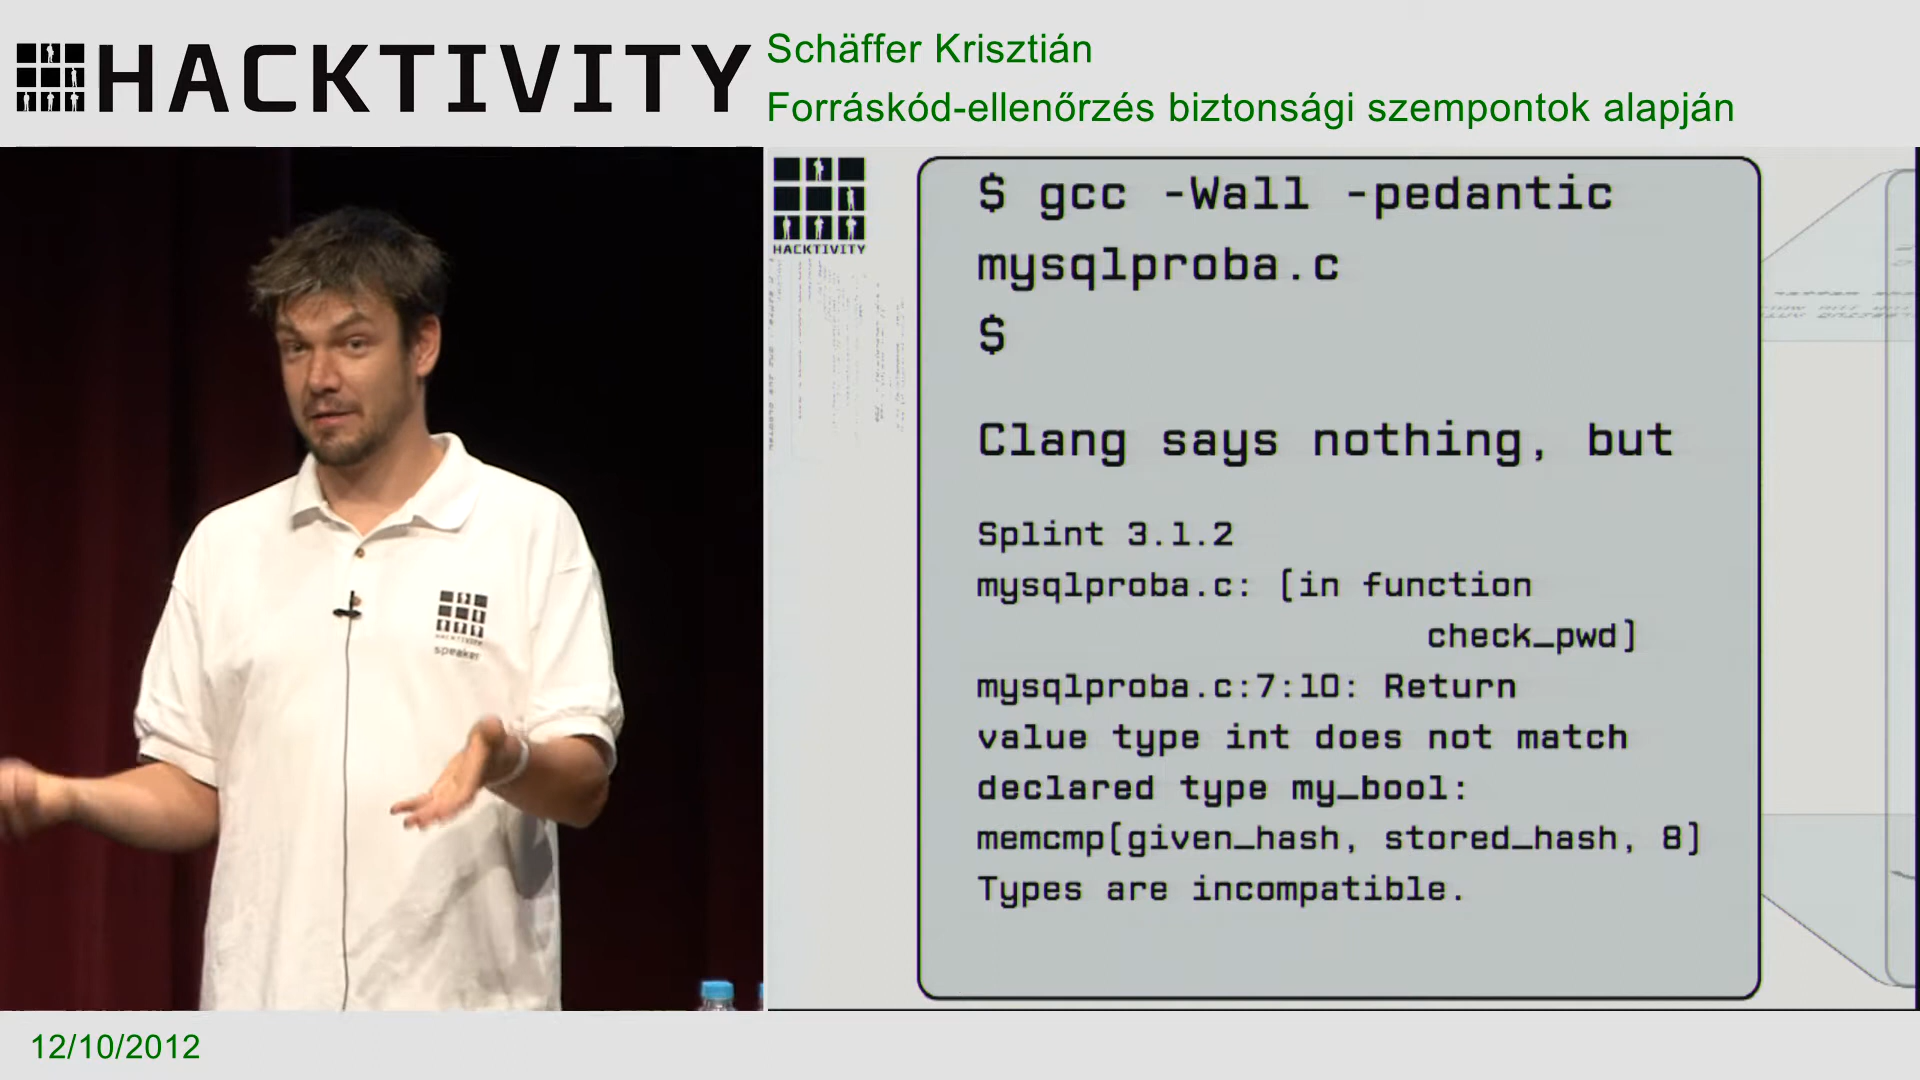 HACKTIVITY
Schäffer Krisztián
Forráskód-ellenőrzés biztonsági szempontok alapján
HACKTIVITY
$ gcc -Wall -pedantic
mysqlproba.c
$
Clang says nothing, but
Splint 3.1.2
mysqlproba.c: [in function
check_pwd]
mysqlproba.c:7:10: Return
value type int does not match
declared type my_bool:
memcmp[given_hash, stored_hash, 8]
Types are incompatible.
HACKTIVITY
speaker
12/10/2012